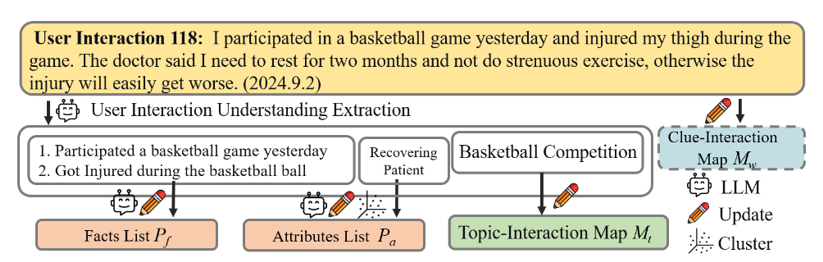 User Interaction 118: I participated in a basketball game yesterday and injured my thigh during the
game. The doctor said I need to rest for two months and not do strenuous exercise, otherwise the
injury will easily get worse. (2024.9.2)
User Interaction Understanding Extraction
1. Participated a basketball game yesterday
2. Got Injured during the basketball ball
Recovering
Patient
Basketball Competition
Clue-Interaction
Map Mw
LLM
Update
Cluster
Facts List Pf
Attributes List Pa
Topic-Interaction Map Mt